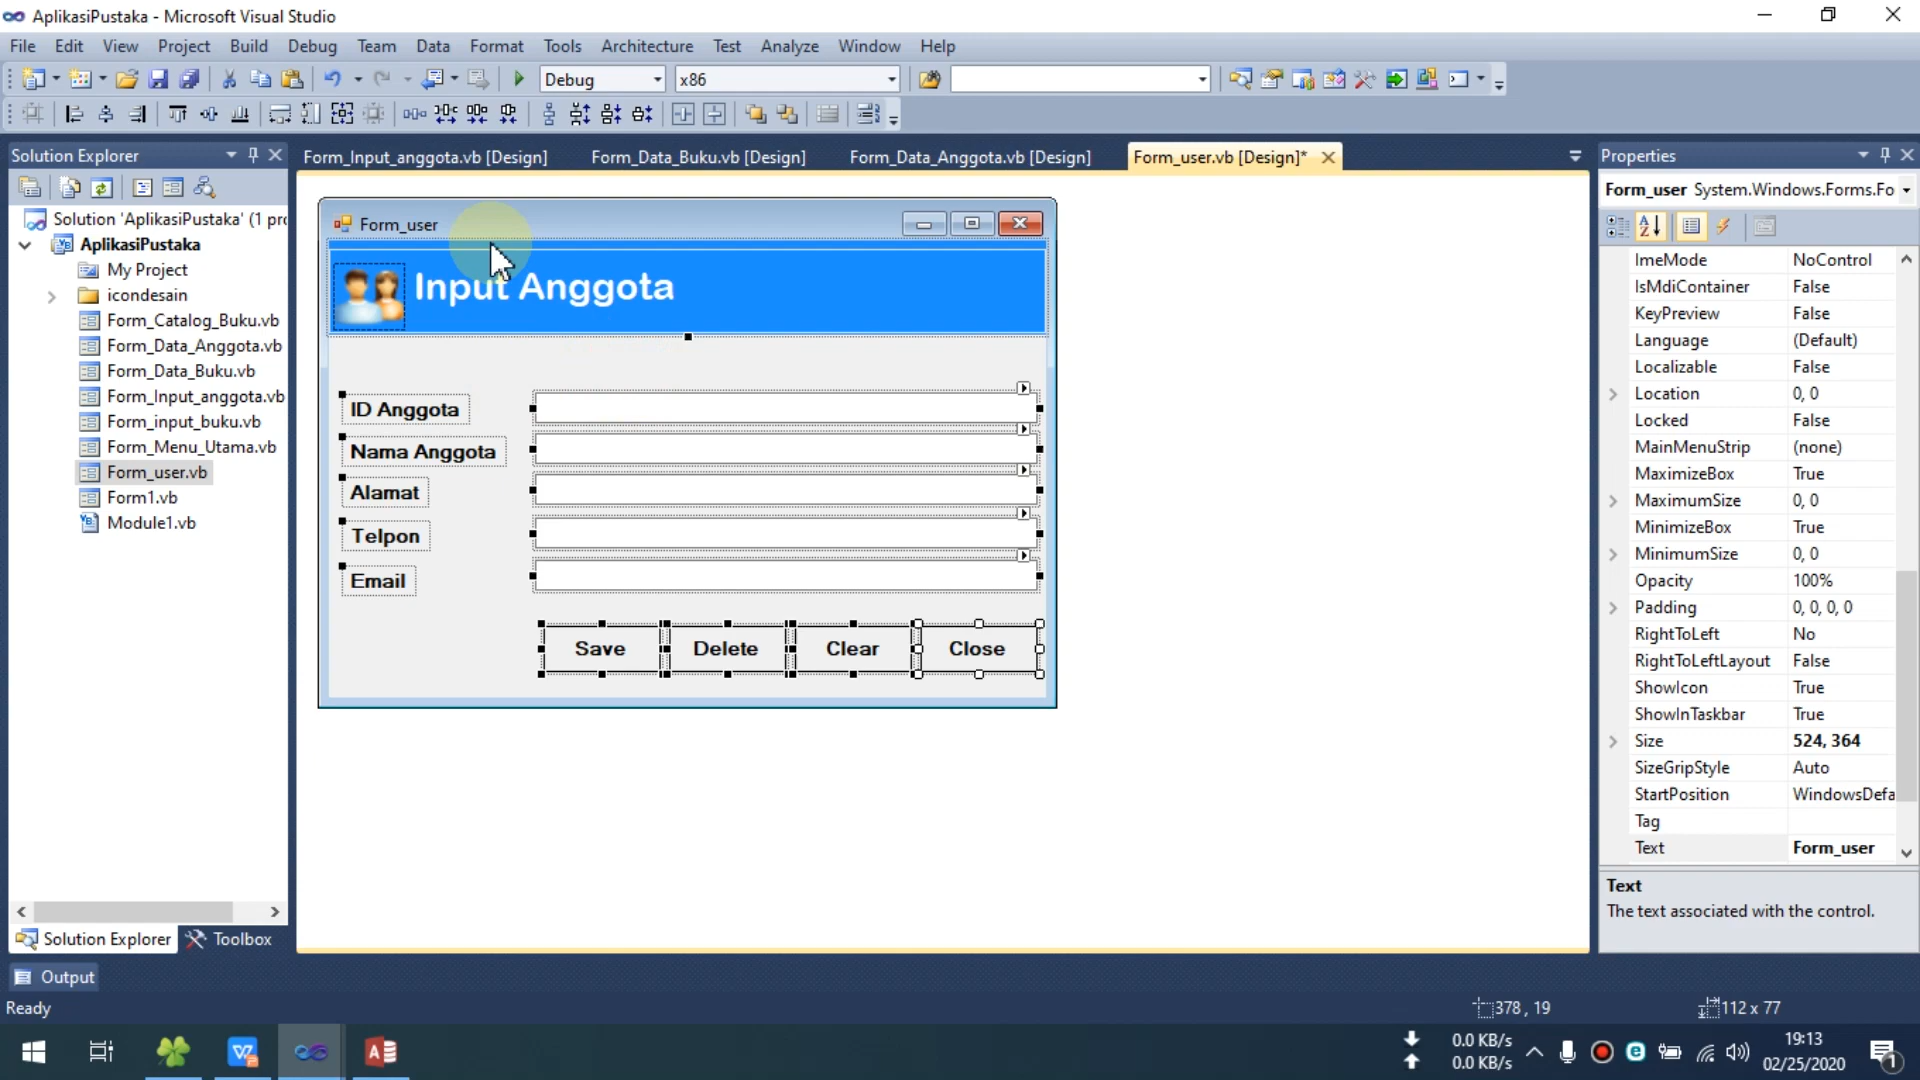 AplikasiPustaka - Microsoft Visual Studio
File Edit View Project Build Debug Team Data Format Tools Architecture Test Analyze Window Help
Debug x86
Solution Explorer
Form_Input_anggota.vb [Design] Form_Data_Buku.vb [Design] Form_Data_Anggota.vb [Design] Form_user.vb [Design]*
Properties
Form_user System.Windows.Forms.Fo
Solution 'AplikasiPustaka' (1 pro
AplikasiPustaka
My Project
icondesain
Form_Catalog_Buku.vb
Form_Data_Anggota.vb
Form_Data_Buku.vb
Form_Input_anggota.vb
Form_input_buku.vb
Form_Menu_Utama.vb
Form_user.vb
Form1.vb
Module1.vb
Solution Explorer Toolbox
Form_user
Input Anggota
ID Anggota
Nama Anggota
Alamat
Telpon
Email
Save Delete Clear Close
ImeMode NoControl
IsMdiContainer False
KeyPreview False
Language (Default)
Localizable False
Location 0, 0
Locked False
MainMenuStrip (none)
MaximizeBox True
MaximumSize 0, 0
MinimizeBox True
MinimumSize 0, 0
Opacity 100%
Padding 0, 0, 0, 0
RightToLeft No
RightToLeftLayout False
ShowIcon True
ShowInTaskbar True
Size 524, 364
SizeGripStyle Auto
StartPosition WindowsDefa
Tag
Text Form_user
Text
The text associated with the control.
Output
Ready
378 , 19
112 x 77
0.0 KB/s
0.0 KB/s
19:13
02/25/2020
1